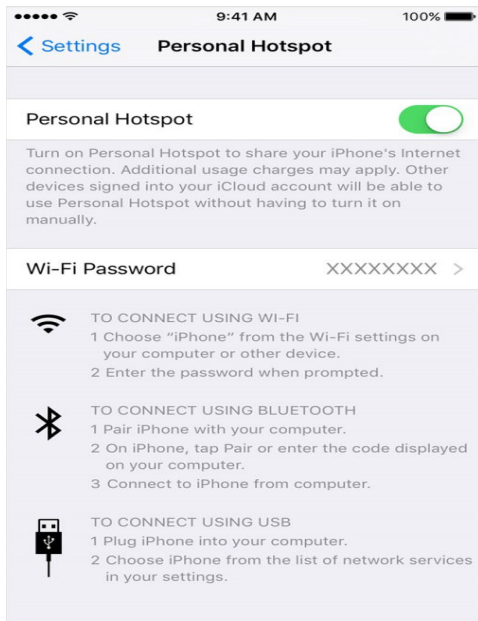 9:41 AM 100%
Settings Personal Hotspot
Personal Hotspot
Turn on Personal Hotspot to share your iPhone's Internet
connection. Additional usage charges may apply. Other
devices signed into your iCloud account will be able to
use Personal Hotspot without having to turn it on
manually.
Wi-Fi Password XXXXXXXX
TO CONNECT USING WI-FI
1 Choose “iPhone” from the Wi-Fi settings on
your computer or other device.
2 Enter the password when prompted.
TO CONNECT USING BLUETOOTH
1 Pair iPhone with your computer.
2 On iPhone, tap Pair or enter the code displayed
on your computer.
3 Connect to iPhone from computer.
TO CONNECT USING USB
1 Plug iPhone into your computer.
2 Choose iPhone from the list of network services
in your settings.